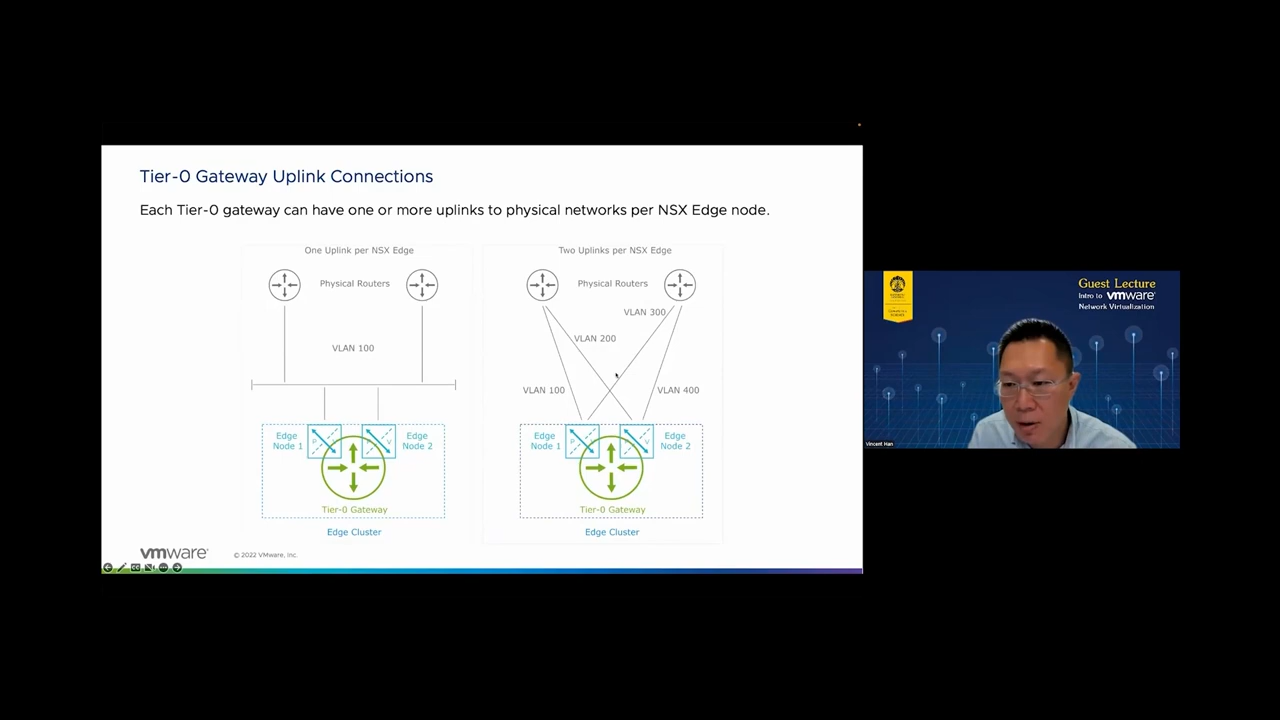 Tier-0 Gateway Uplink Connections
Each Tier-0 gateway can have one or more uplinks to physical networks per NSX Edge node.
One Uplink per NSX Edge
Physical Routers
VLAN 100
Edge
Node 1
P
V
Edge
Node 2
Tier-0 Gateway
Edge Cluster
Two Uplinks per NSX Edge
Physical Routers
VLAN 300
VLAN 200
VLAN 100
VLAN 400
Edge
Node 1
P
V
Edge
Node 2
Tier-0 Gateway
Edge Cluster
vmware®
© 2022 VMware, Inc.
Guest Lecture
Intro to vmware®
Network Virtualization
Vincent Han